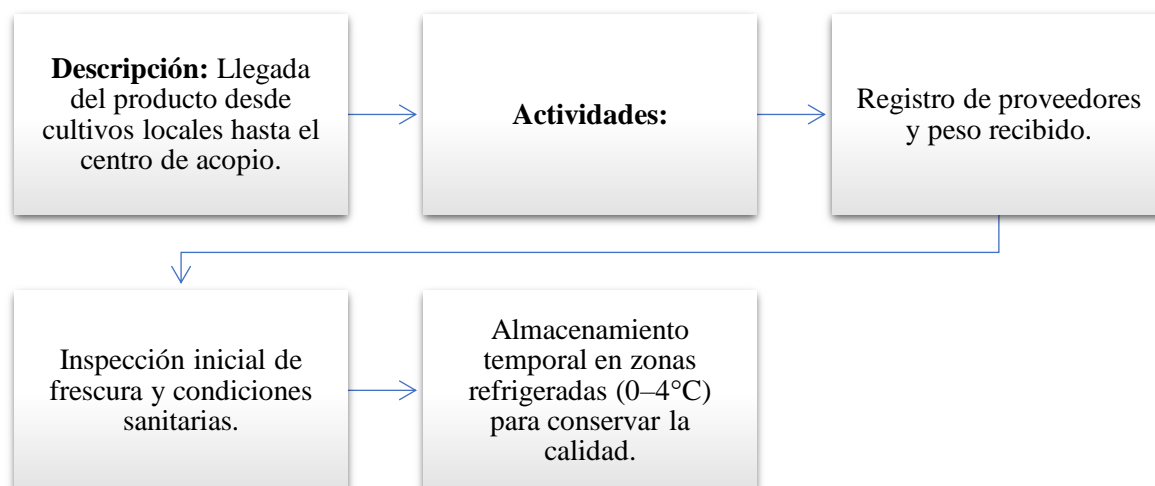 Descripción: Llegada
del producto desde
cultivos locales hasta el
centro de acopio.
Actividades:
Registro de proveedores
y peso recibido.
Inspección inicial de
frescura y condiciones
sanitarias.
Almacenamiento
temporal en zonas
refrigeradas (0–4°C)
para conservar la
calidad.